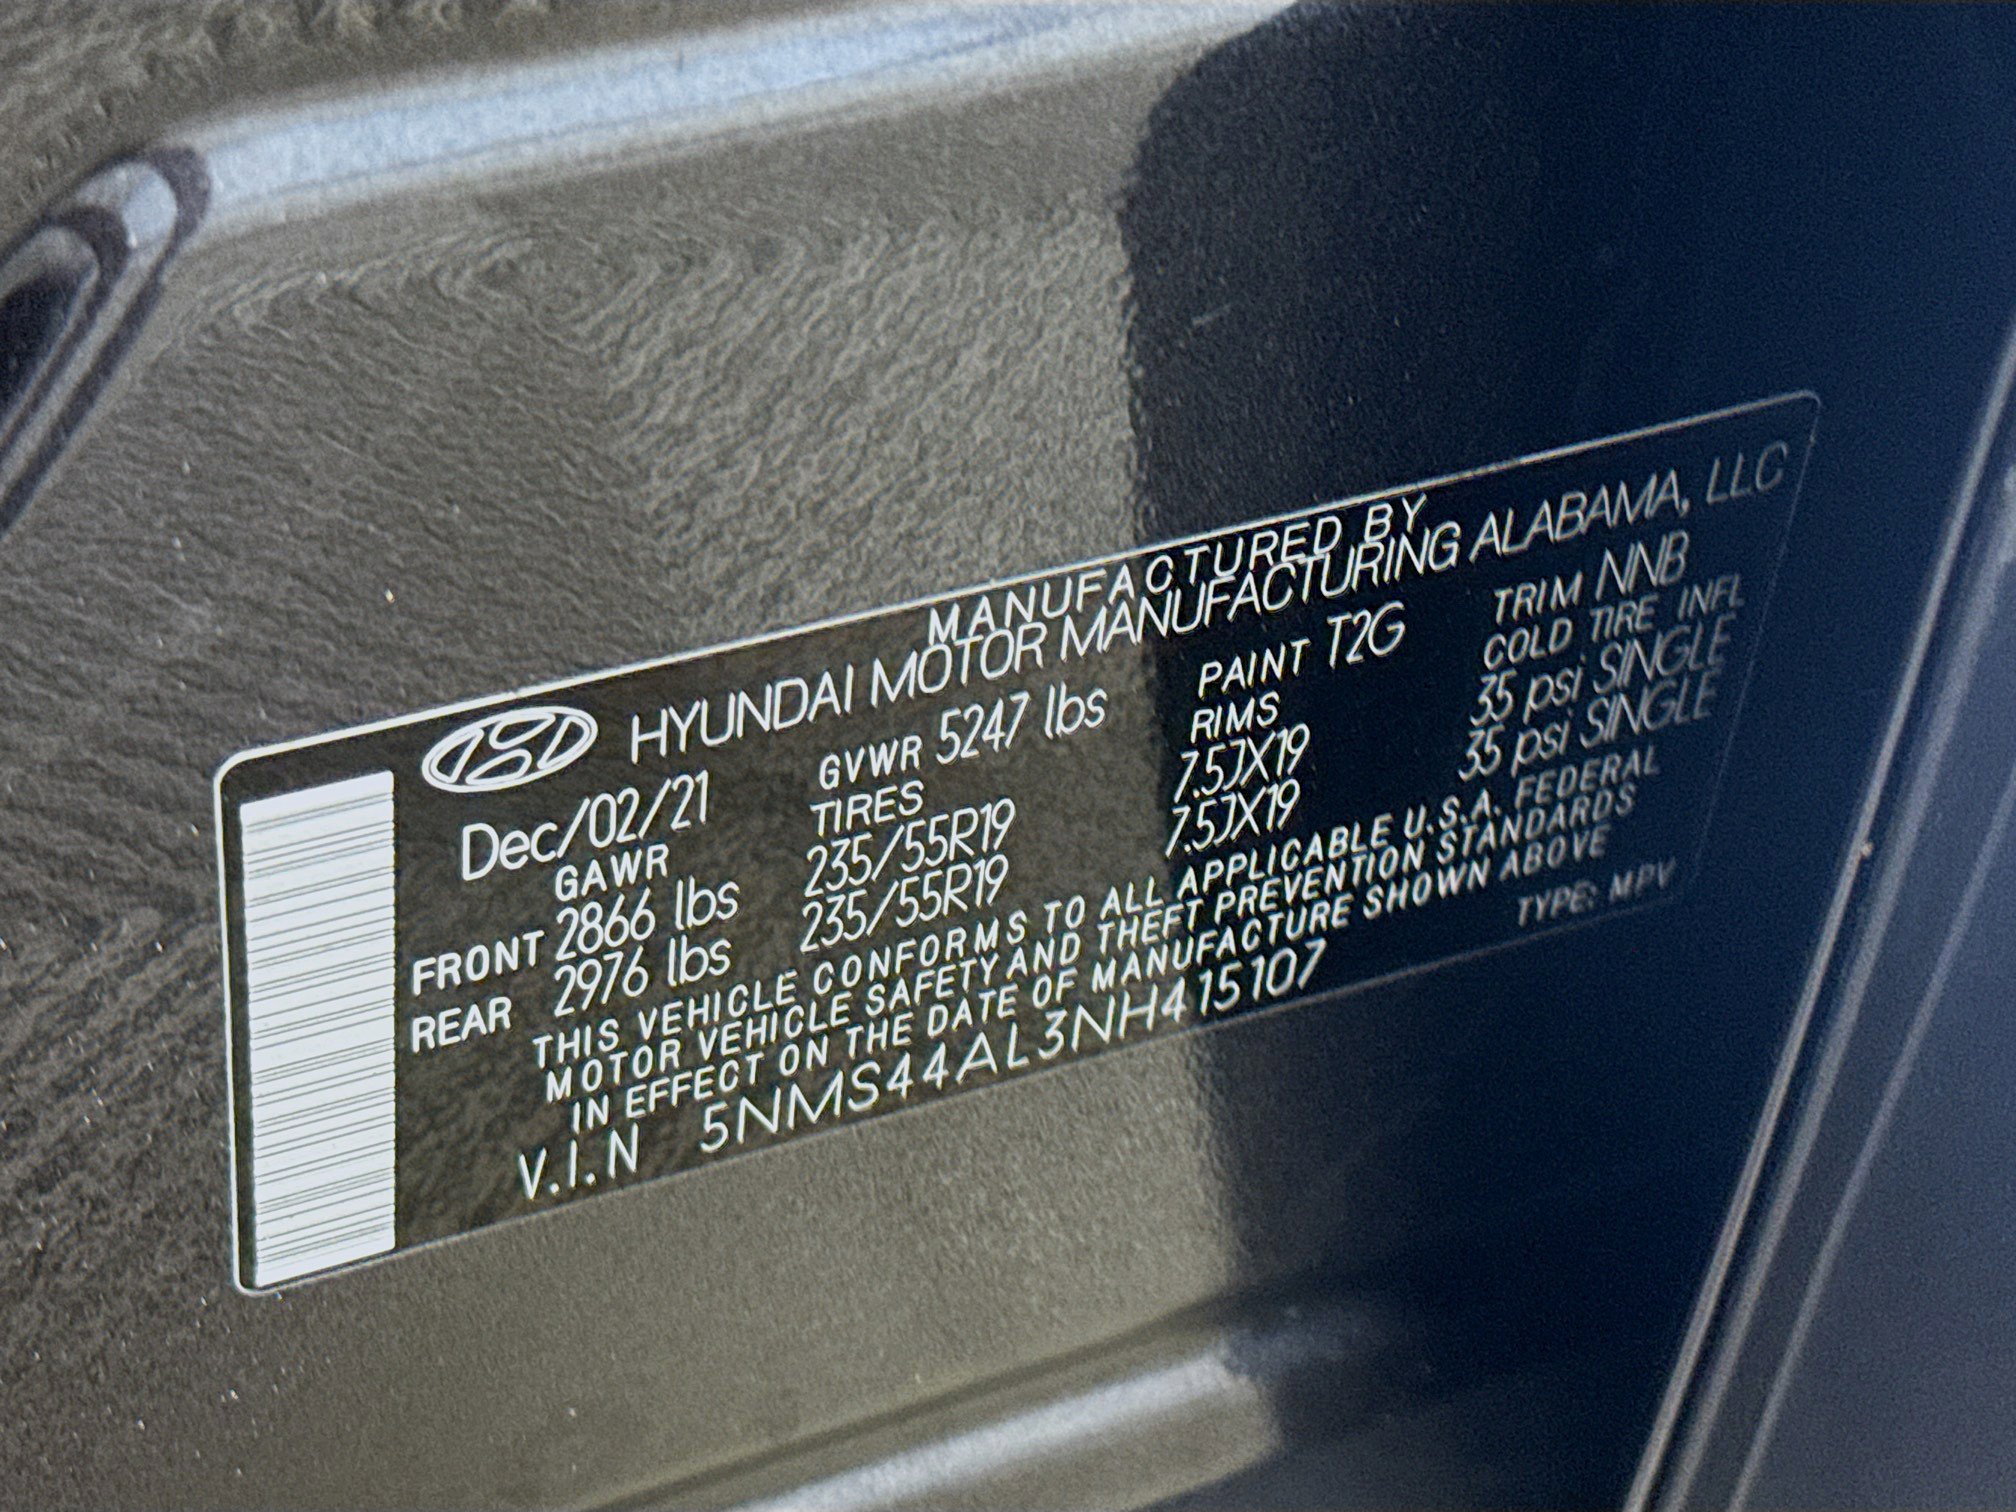 MANUFACTURED BY
HYUNDAI MOTOR MANUFACTURING ALABAMA, LLC
Dec/02/21 GVWR 5247 lbs PAINT T2G TRIM NNB
GAWR TIRES RIMS COLD TIRE INFL
FRONT 2866 lbs 235/55R19 7.5JX19 35 psi SINGLE
REAR 2976 lbs 235/55R19 7.5JX19 35 psi SINGLE
THIS VEHICLE CONFORMS TO ALL APPLICABLE U.S.A. FEDERAL
MOTOR VEHICLE SAFETY AND THEFT PREVENTION STANDARDS
IN EFFECT ON THE DATE OF MANUFACTURE SHOWN ABOVE
V.I.N 5NMS44AL3NH415107 TYPE: MPV